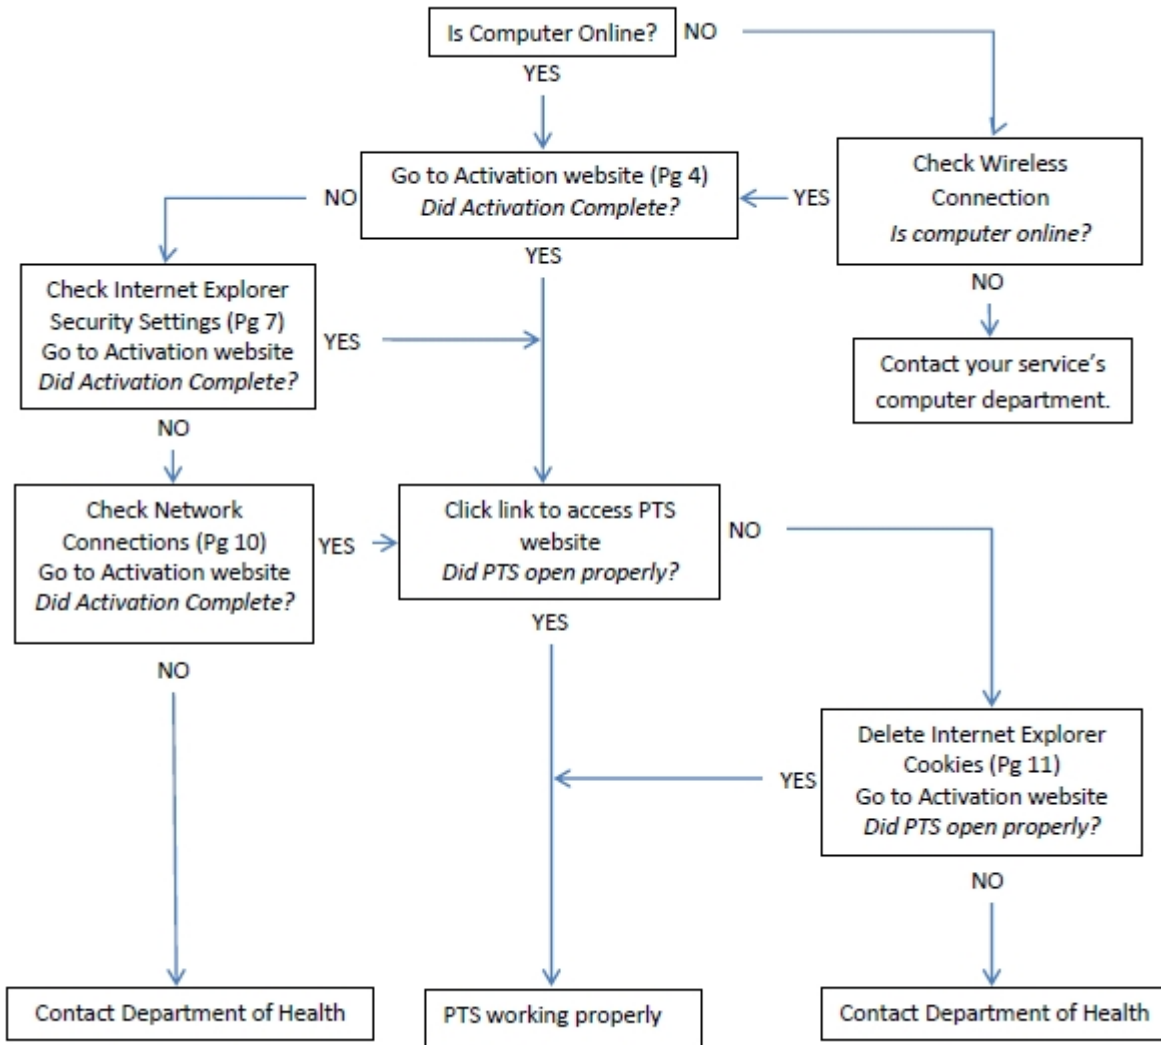 Is Computer Online?
NO
YES
Go to Activation website (Pg 4)
Did Activation Complete?
NO
YES
YES
Check Wireless
Connection
Is computer online?
NO
Contact your service's
computer department.
Check Internet Explorer
Security Settings (Pg 7)
Go to Activation website
Did Activation Complete?
YES
NO
Check Network
Connections (Pg 10)
Go to Activation website
Did Activation Complete?
YES
NO
Click link to access PTS
website
Did PTS open properly?
NO
YES
Delete Internet Explorer
Cookies (Pg 11)
Go to Activation website
Did PTS open properly?
YES
NO
Contact Department of Health
PTS working properly
Contact Department of Health